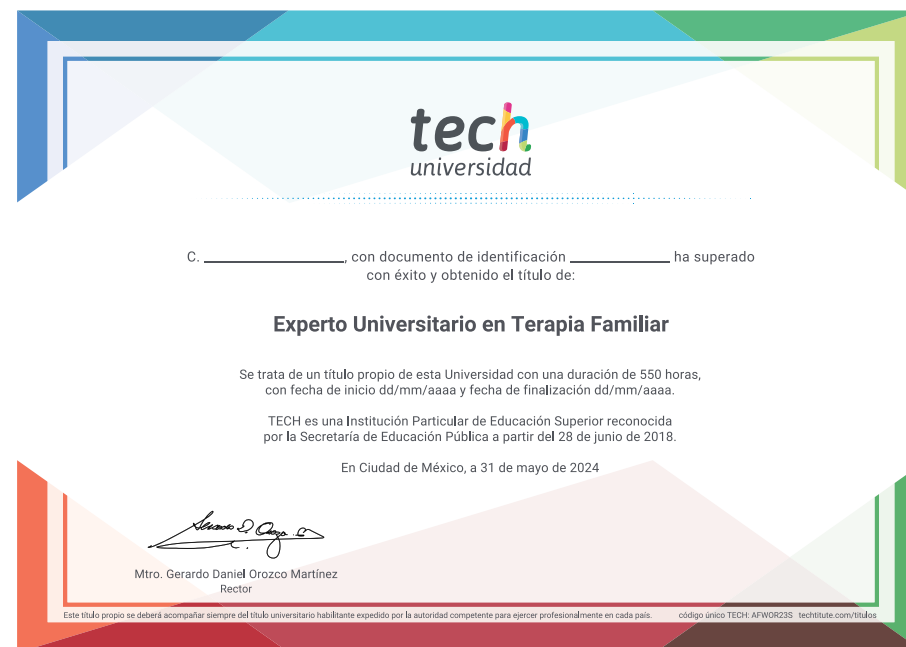 tech
universidad
C. ____________, con documento de identificación ____________ ha superado
con éxito y obtenido el título de:
Experto Universitario en Terapia Familiar
Se trata de un título propio de esta Universidad con una duración de 550 horas,
con fecha de inicio dd/mm/aaaa y fecha de finalización dd/mm/aaaa.
TECH es una Institución Particular de Educación Superior reconocida
por la Secretaría de Educación Pública a partir del 28 de junio de 2018.
En Ciudad de México, a 31 de mayo de 2024
Mtro. Gerardo Daniel Orozco Martínez
Rector
Este título propio se deberá acompañar siempre del título universitario habilitante expedido por la autoridad competente para ejercer profesionalmente en cada país. código único TECH: AFWOR23S techtitute.com/titulos